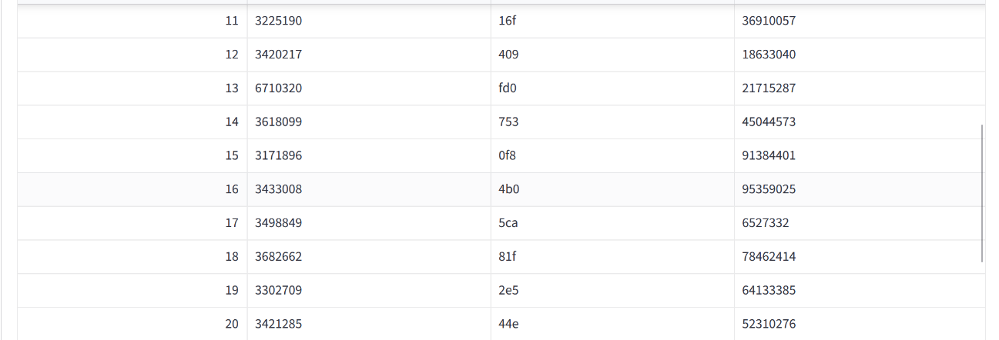 11 3225190 16f 36910057
12 3420217 409 18633040
13 6710320 fd0 21715287
14 3618099 753 45044573
15 3171896 0f8 91384401
16 3433008 4b0 95359025
17 3498849 5ca 6527332
18 3682662 81f 78462414
19 3302709 2e5 64133385
20 3421285 44e 52310276